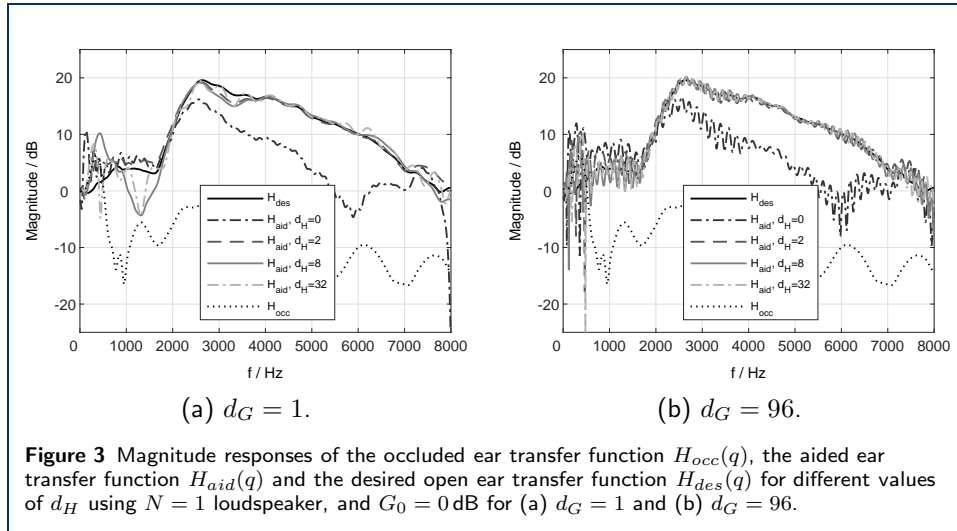 20
10
0
-10
-20
Magnitude / dB
H_des
H_aid, d_H=0
H_aid, d_H=2
H_aid, d_H=8
H_aid, d_H=32
H_occ
0 1000 2000 3000 4000 5000 6000 7000 8000
f / Hz
(a) d_G = 1.
20
10
0
-10
-20
Magnitude / dB
H_des
H_aid, d_H=0
H_aid, d_H=2
H_aid, d_H=8
H_aid, d_H=32
H_occ
0 1000 2000 3000 4000 5000 6000 7000 8000
f / Hz
(b) d_G = 96.
Figure 3 Magnitude responses of the occluded ear transfer function H_occ(q), the aided ear
transfer function H_aid(q) and the desired open ear transfer function H_des(q) for different values
of d_H using N = 1 loudspeaker, and G_0 = 0 dB for (a) d_G = 1 and (b) d_G = 96.